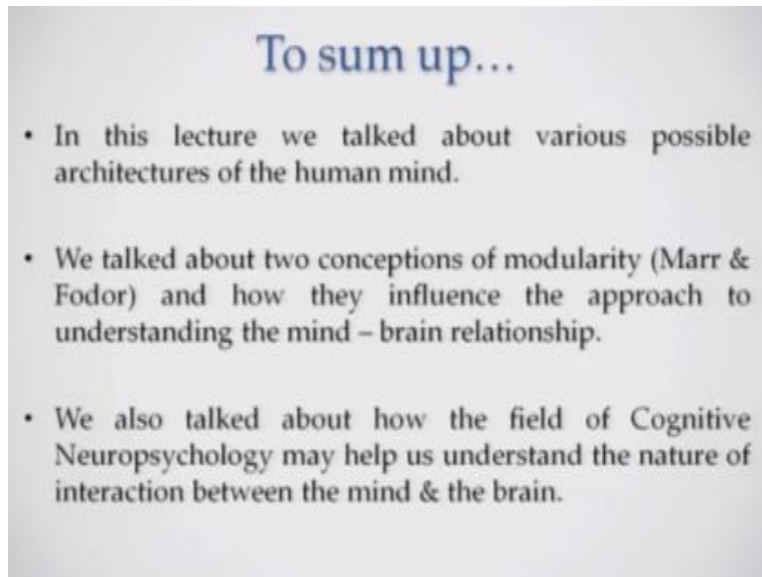 To sum up...
• In this lecture we talked about various possible
architectures of the human mind.
• We talked about two conceptions of modularity (Marr &
Fodor) and how they influence the approach to
understanding the mind – brain relationship.
• We also talked about how the field of Cognitive
Neuropsychology may help us understand the nature of
interaction between the mind & the brain.